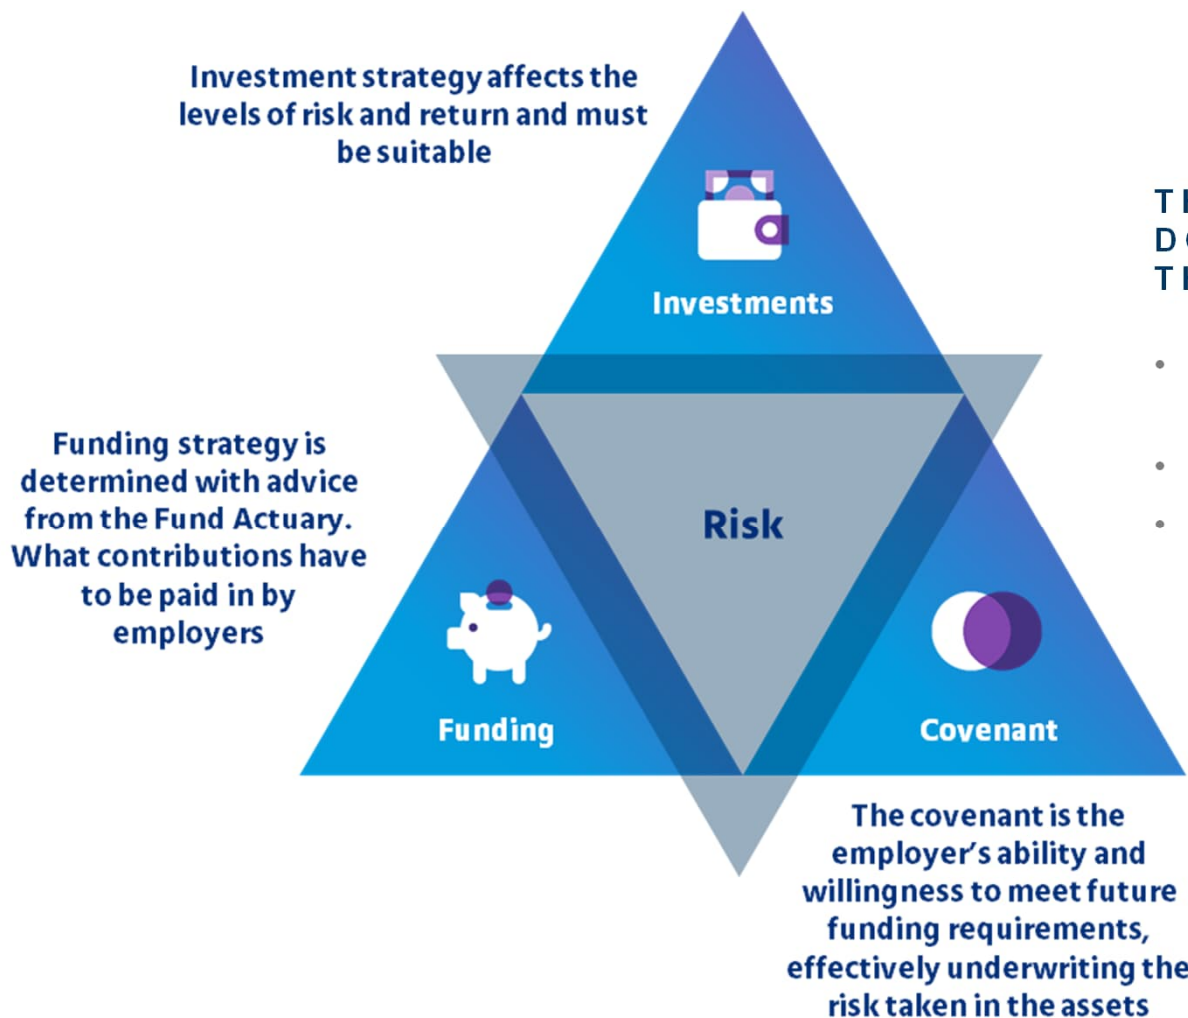 Investment strategy affects the
levels of risk and return and must
be suitable
Investments
Funding strategy is
determined with advice
from the Fund Actuary.
What contributions have
to be paid in by
employers
Risk
Funding
Covenant
The covenant is the
employer's ability and
willingness to meet future
funding requirements,
effectively underwriting the
risk taken in the assets